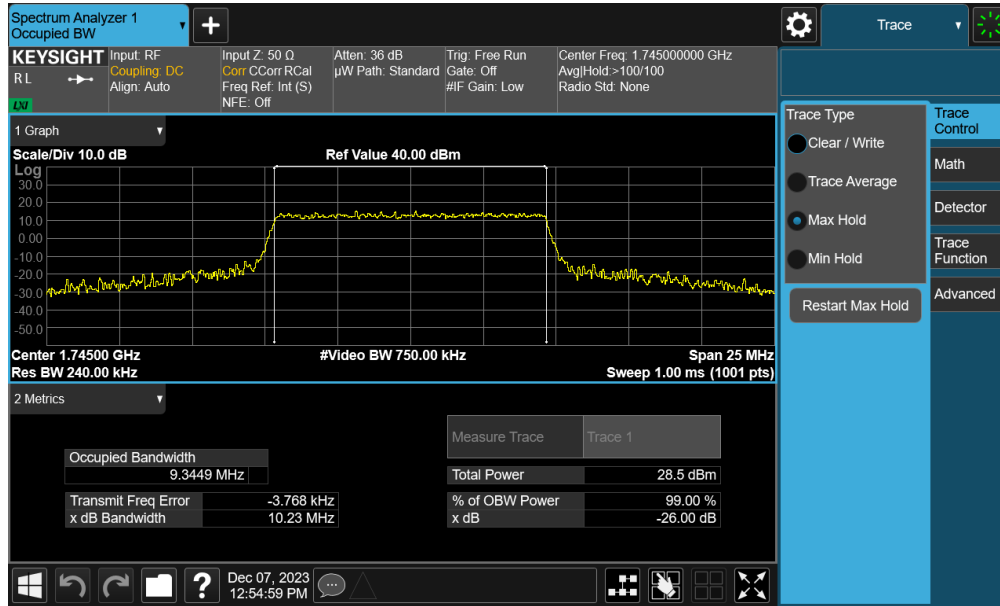 Spectrum Analyzer 1
Occupied BW
+
Trace
KEYSIGHT
R L
LXI
Input: RF
Coupling: DC
Align: Auto
Input Z: 50 Ω
Corr CCorr RCal
Freq Ref: Int (S)
NFE: Off
Atten: 36 dB
µW Path: Standard
Trig: Free Run
Gate: Off
#IF Gain: Low
Center Freq: 1.745000000 GHz
Avg|Hold:>100/100
Radio Std: None
1 Graph
Scale/Div 10.0 dB
Ref Value 40.00 dBm
Log
30.0
20.0
10.0
0.00
-10.0
-20.0
-30.0
-40.0
-50.0
Center 1.74500 GHz
#Video BW 750.00 kHz
Span 25 MHz
Res BW 240.00 kHz
Sweep 1.00 ms (1001 pts)
2 Metrics
Measure Trace
Trace 1
Occupied Bandwidth
9.3449 MHz
Total Power
28.5 dBm
Transmit Freq Error
-3.768 kHz
% of OBW Power
99.00 %
x dB Bandwidth
10.23 MHz
x dB
-26.00 dB
Trace Type
Clear / Write
Trace Average
Max Hold
Min Hold
Restart Max Hold
Trace
Control
Math
Detector
Trace
Function
Advanced
?
Dec 07, 2023
12:54:59 PM